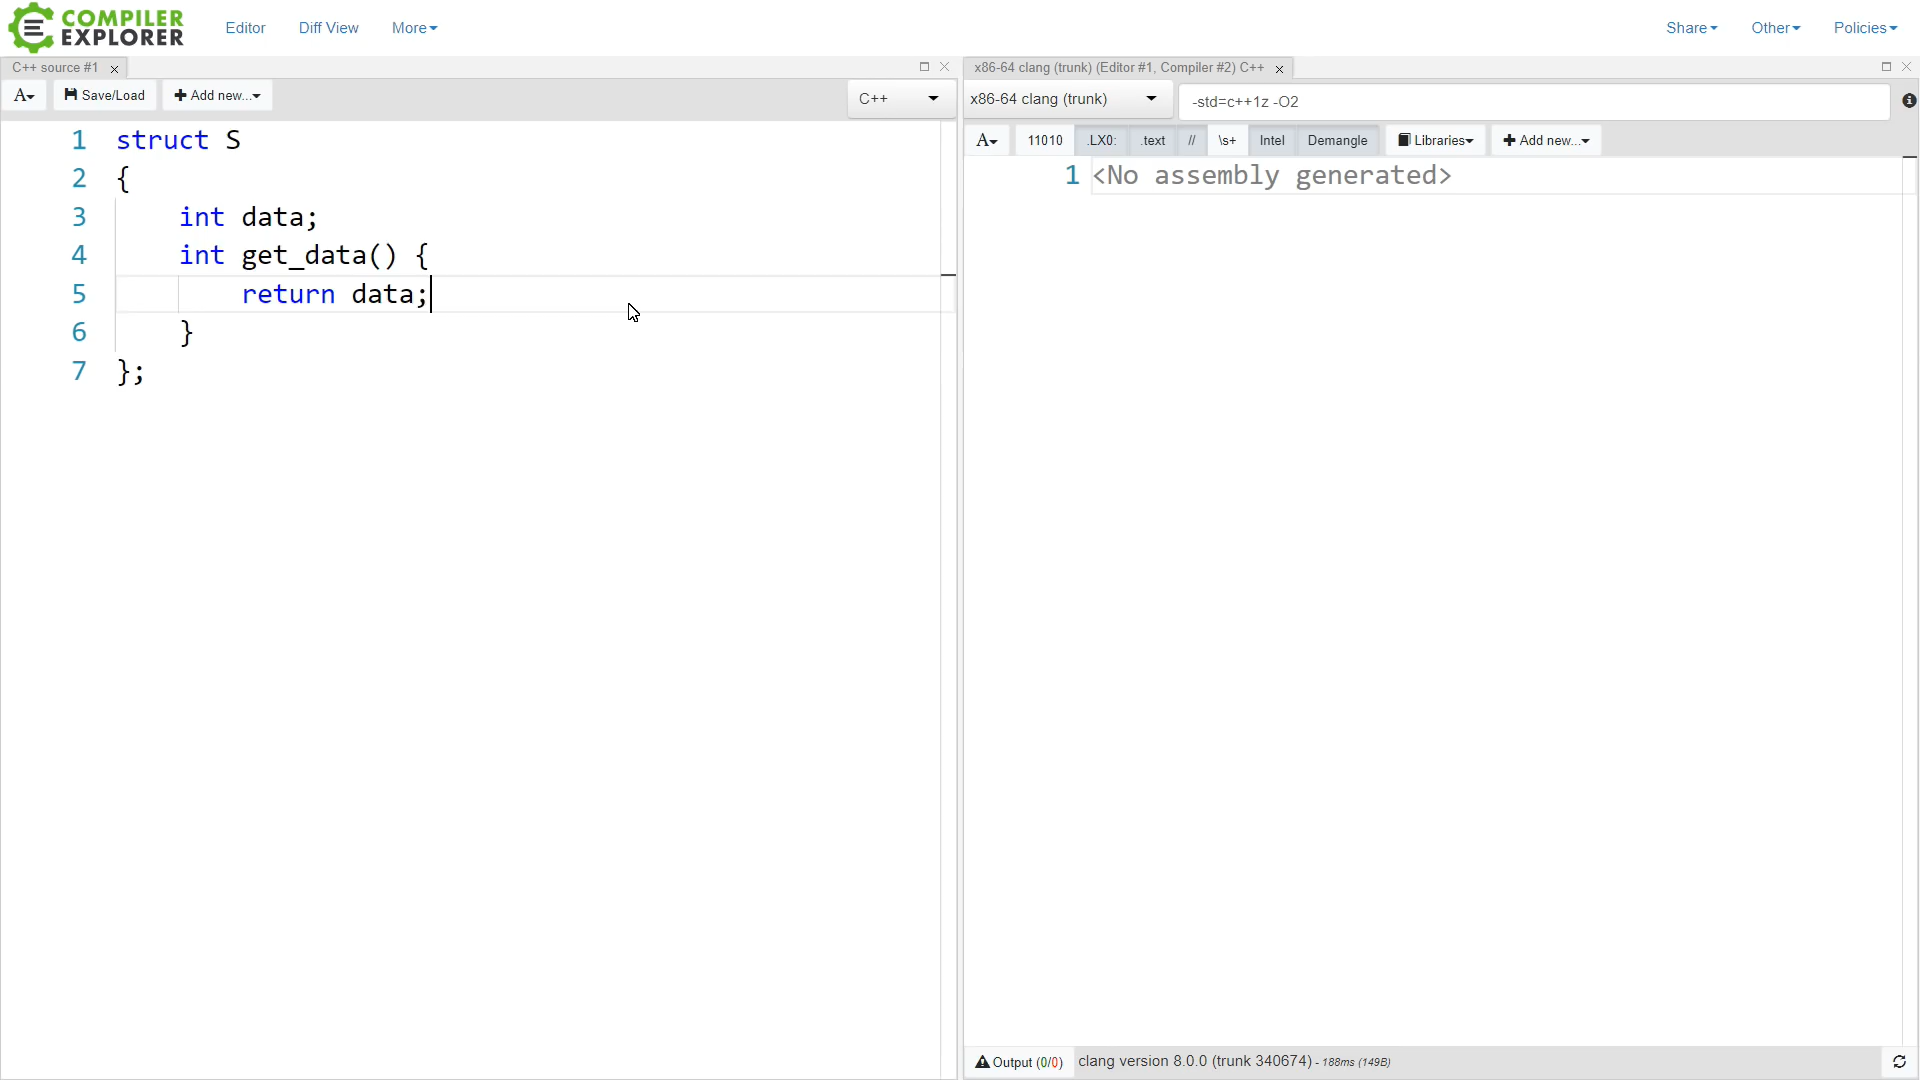 COMPILER
EXPLORER
Editor
Diff View
More
Share
Other
Policies
C++ source #1
A
Save/Load
Add new...
C++
1 struct S
2 {
3 int data;
4 int get_data() {
5 return data;
6 }
7 };
x86-64 clang (trunk) (Editor #1, Compiler #2) C++
x86-64 clang (trunk)
-std=c++1z -O2
A
11010
.LX0:
.text
//
\s+
Intel
Demangle
Libraries
Add new...
1 <No assembly generated>
Output (0/0)
clang version 8.0.0 (trunk 340674) - 188ms (149B)